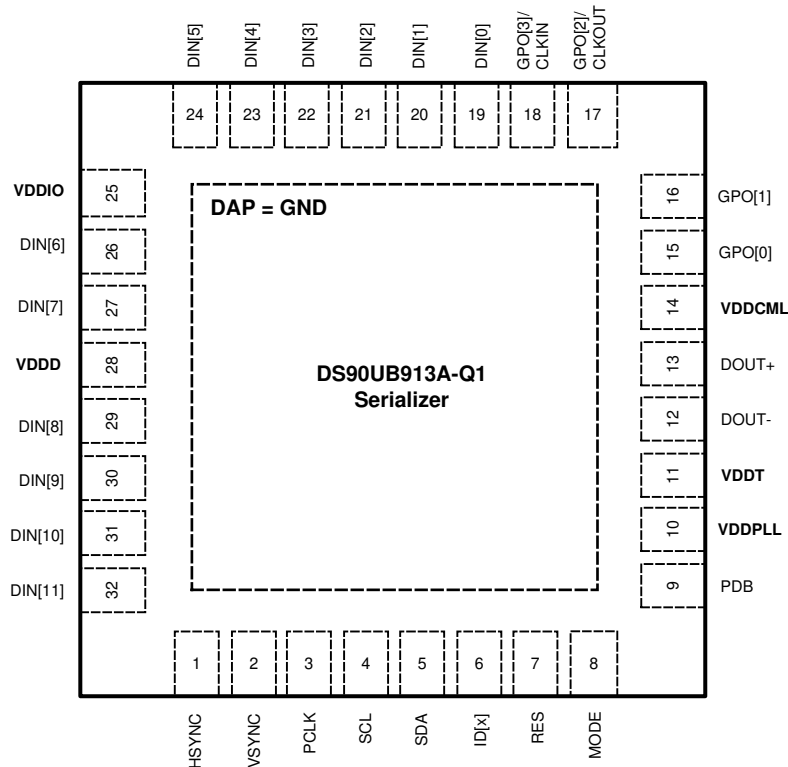 DIN[5]
DIN[4]
DIN[3]
DIN[2]
DIN[1]
DIN[0]
GPO[3]/
CLKIN
GPO[2]/
CLKOUT
24
23
22
21
20
19
18
17
VDDIO
25
DIN[6]
26
DIN[7]
27
VDDD
28
DIN[8]
29
DIN[9]
30
DIN[10]
31
DIN[11]
32
DAP = GND
DS90UB913A-Q1
Serializer
16
GPO[1]
15
GPO[0]
14
VDDCML
13
DOUT+
12
DOUT-
11
VDDT
10
VDDPLL
9
PDB
1
2
3
4
5
6
7
8
HSYNC
VSYNC
PCLK
SCL
SDA
ID[x]
RES
MODE